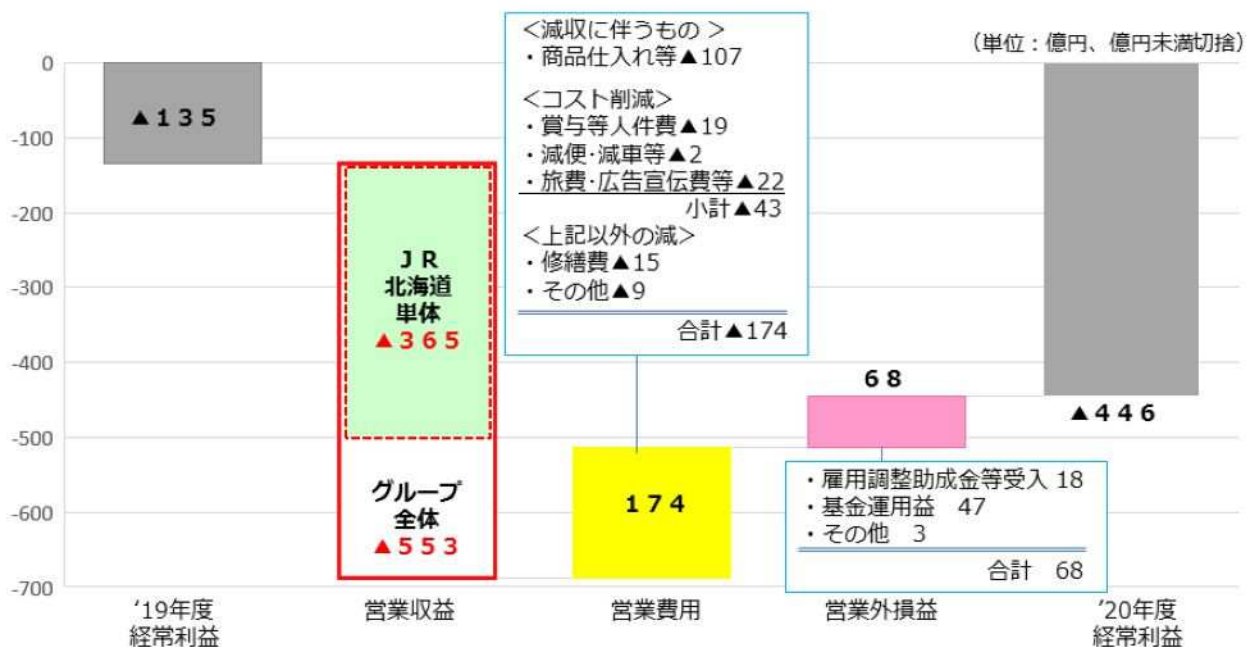 (単位：億円、億円未満切捨)
0
-100
-200
-300
-400
-500
-600
-700
▲135
JR
北海道
単体
▲365
グループ
全体
▲553
＜減収に伴うもの ＞
・商品仕入れ等▲107
＜コスト削減＞
・賞与等人件費▲19
・減便･減車等▲2
・旅費･広告宣伝費等▲22
小計▲43
＜上記以外の減＞
・修繕費▲15
・その他▲9
合計▲174
174
68
・雇用調整助成金等受入 18
・基金運用益 47
・その他 3
合計 68
▲446
'19年度
経常利益
営業収益
営業費用
営業外損益
'20年度
経常利益